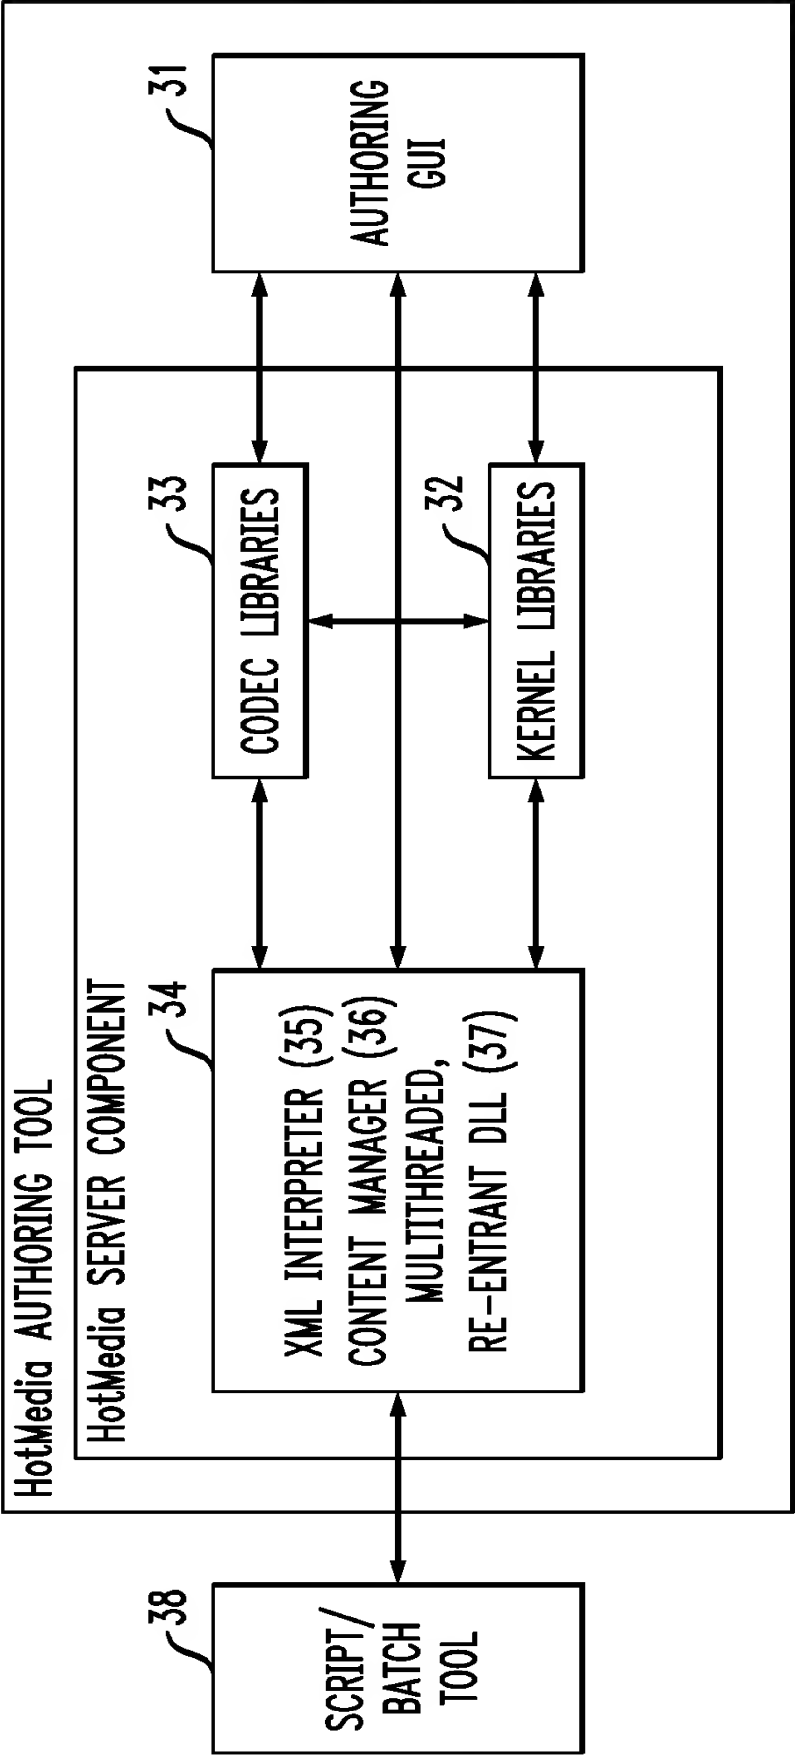 HotMedia AUTHORING TOOL
HotMedia SERVER COMPONENT
38
SCRIPT/
BATCH
TOOL
34
XML INTERPRETER (35)
CONTENT MANAGER (36)
MULTITHREADED,
RE-ENTRANT DLL (37)
33
CODEC LIBRARIES
32
KERNEL LIBRARIES
31
AUTHORING
GUI